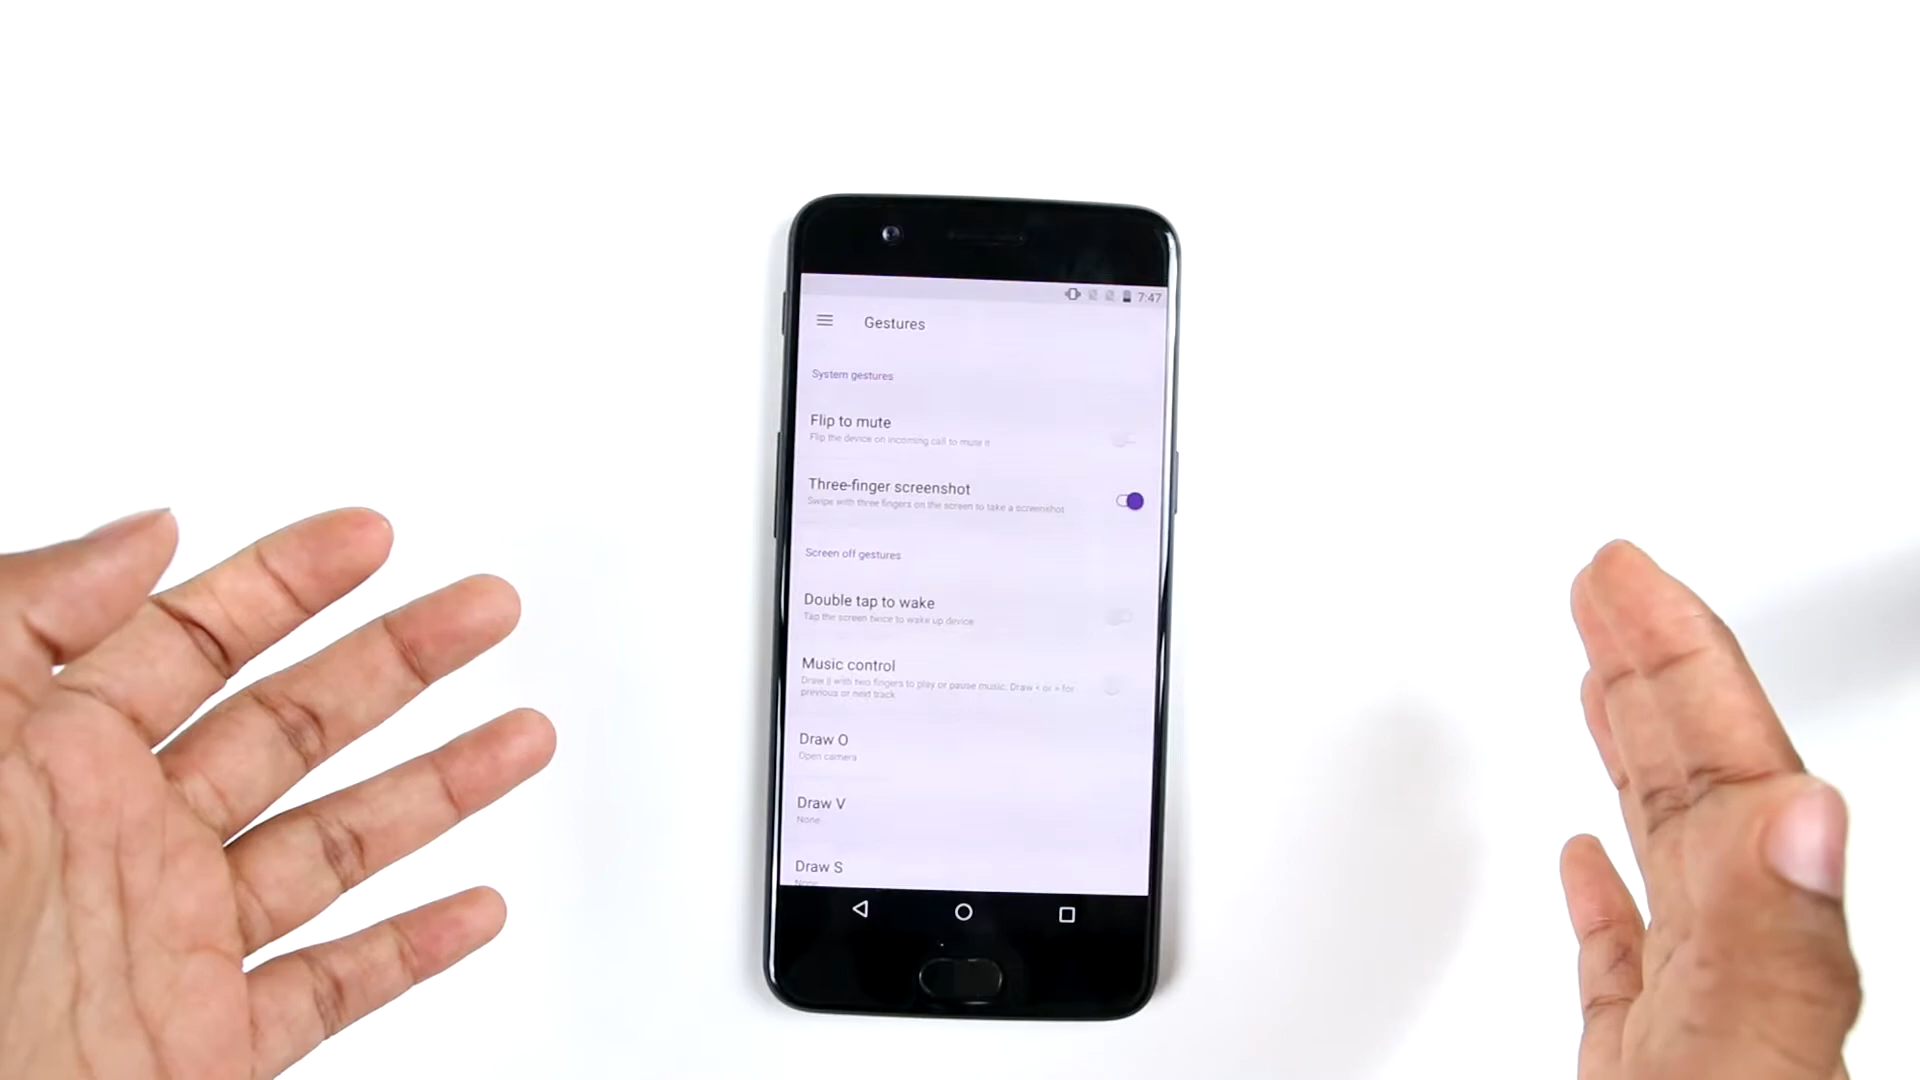 7:47
Gestures
System gestures
Flip to mute
Flip the device on incoming call to mute it
Three-finger screenshot
Swipe with three fingers on the screen to take a screenshot
Screen off gestures
Double tap to wake
Tap the screen twice to wake up device
Music control
Draw || with two fingers to play or pause music; Draw < or > for
previous or next track
Draw O
Open camera
Draw V
None
Draw S
None